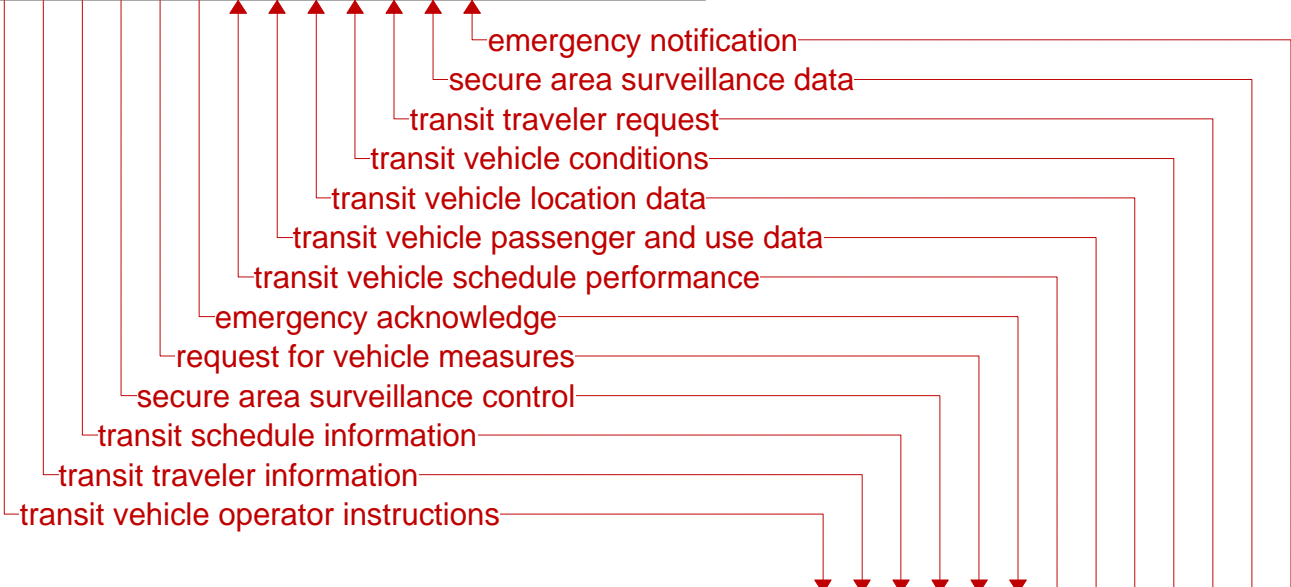 emergency notification
secure area surveillance data
transit traveler request
transit vehicle conditions
transit vehicle location data
transit vehicle passenger and use data
transit vehicle schedule performance
emergency acknowledge
request for vehicle measures
secure area surveillance control
transit schedule information
transit traveler information
transit vehicle operator instructions